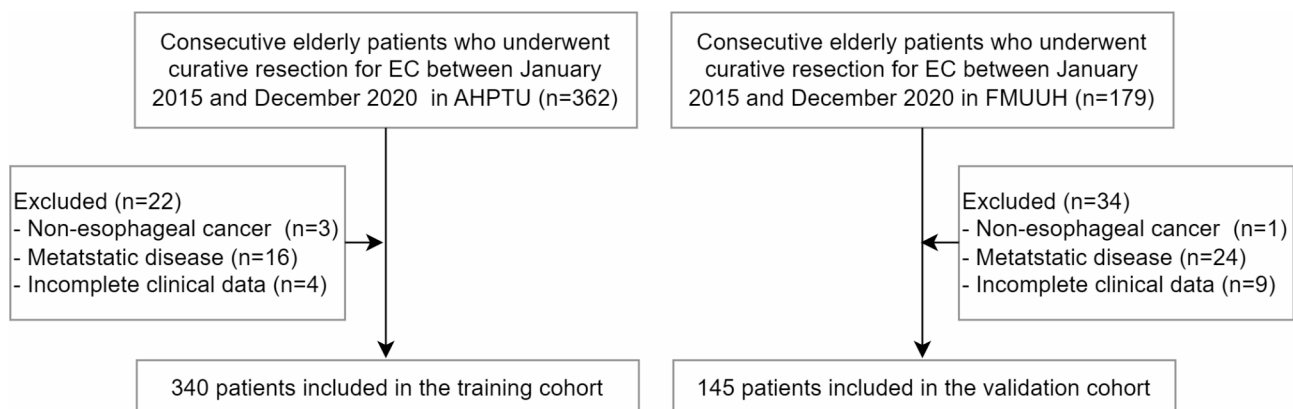 Consecutive elderly patients who underwent
curative resection for EC between January
2015 and December 2020 in AHPTU (n=362)
Consecutive elderly patients who underwent
curative resection for EC between January
2015 and December 2020 in FMUUH (n=179)
Excluded (n=22)
- Non-esophageal cancer (n=3)
- Metatstatic disease (n=16)
- Incomplete clinical data (n=4)
Excluded (n=34)
- Non-esophageal cancer (n=1)
- Metatstatic disease (n=24)
- Incomplete clinical data (n=9)
340 patients included in the training cohort
145 patients included in the validation cohort